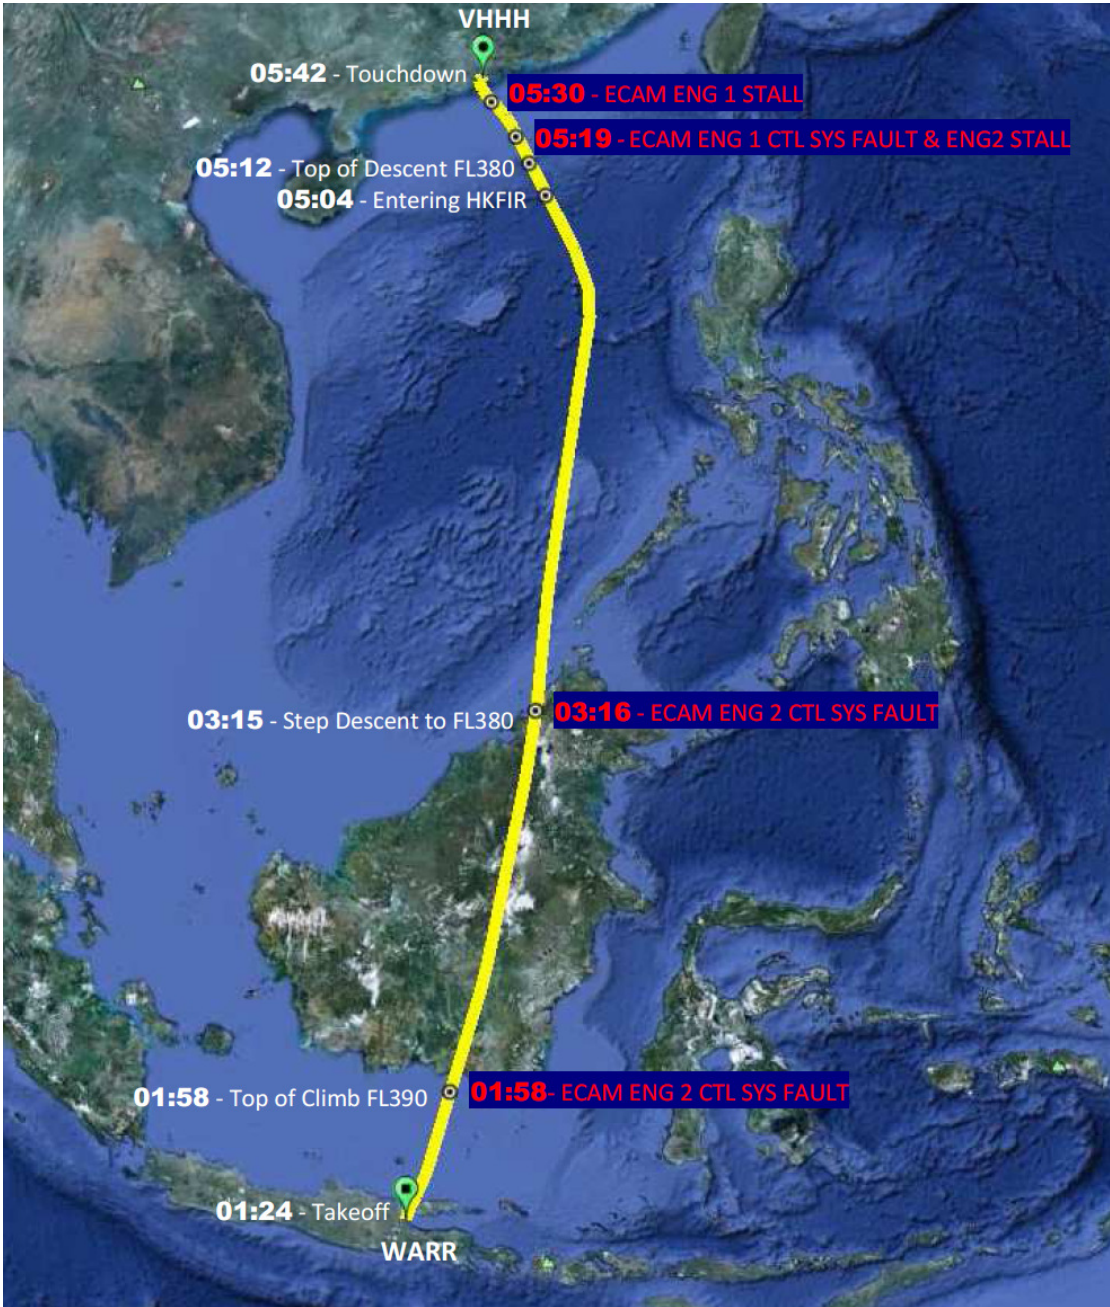 VHHH
05:42 - Touchdown
05:30 - ECAM ENG 1 STALL
05:19 - ECAM ENG 1 CTL SYS FAULT & ENG2 STALL
05:12 - Top of Descent FL380
05:04 - Entering HKFIR
03:15 - Step Descent to FL380
03:16 - ECAM ENG 2 CTL SYS FAULT
01:58 - Top of Climb FL390
01:58- ECAM ENG 2 CTL SYS FAULT
01:24 - Takeoff
WARR